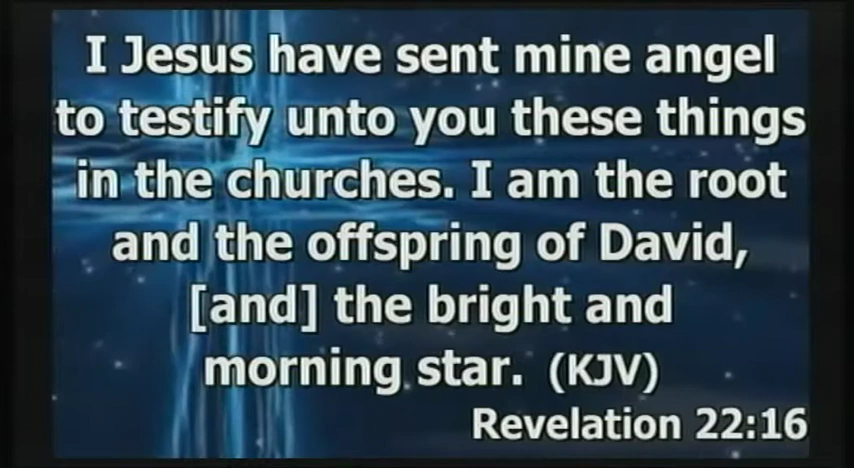 I Jesus have sent mine angel
to testify unto you these things
in the churches. I am the root
and the offspring of David,
[and] the bright and
morning star. (KJV)
Revelation 22:16